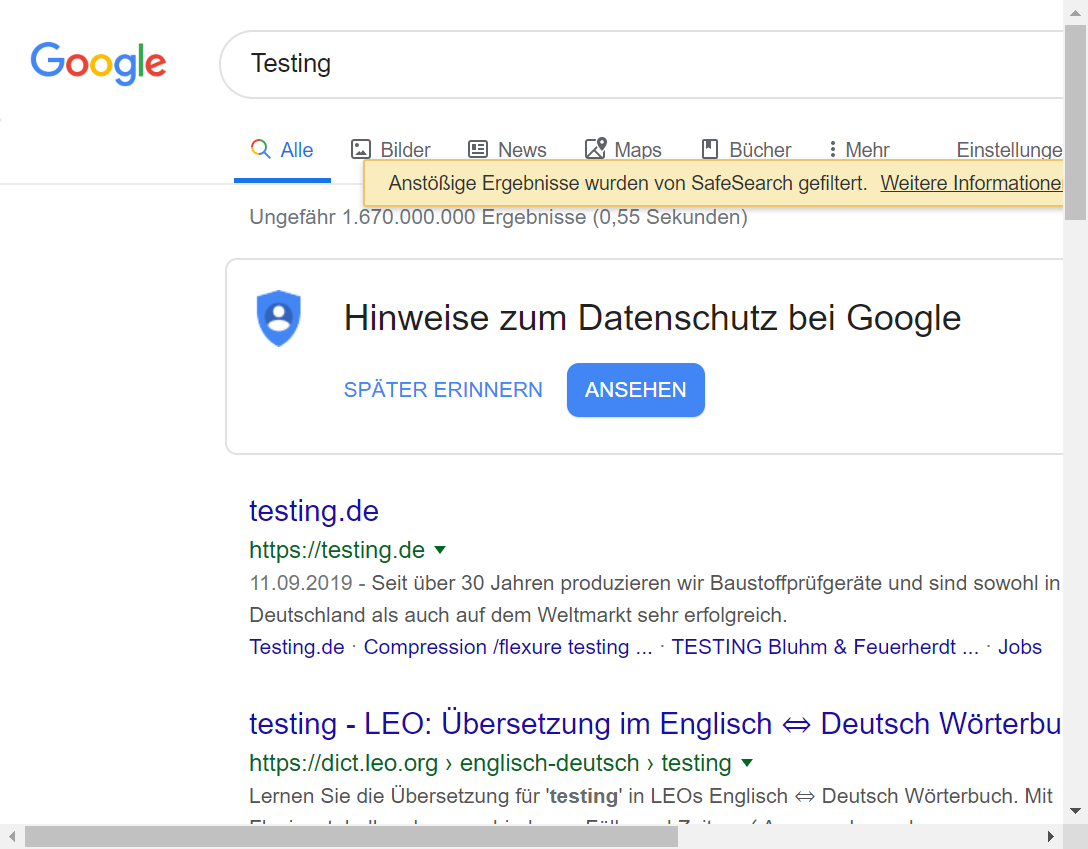 Google
Testing
Alle Bilder News Maps Bücher Mehr Einstellunge
Anstößige Ergebnisse wurden von SafeSearch gefiltert. Weitere Informatione
Ungefähr 1.670.000.000 Ergebnisse (0,55 Sekunden)
Hinweise zum Datenschutz bei Google
SPÄTER ERINNERN ANSEHEN
testing.de
https://testing.de
11.09.2019 - Seit über 30 Jahren produzieren wir Baustoffprüfgeräte und sind sowohl in
Deutschland als auch auf dem Weltmarkt sehr erfolgreich.
Testing.de · Compression /flexure testing ... · TESTING Bluhm & Feuerherdt ... · Jobs
testing - LEO: Übersetzung im Englisch ⇔ Deutsch Wörterbu
https://dict.leo.org › englisch-deutsch › testing
Lernen Sie die Übersetzung für 'testing' in LEOs Englisch ⇔ Deutsch Wörterbuch. Mit